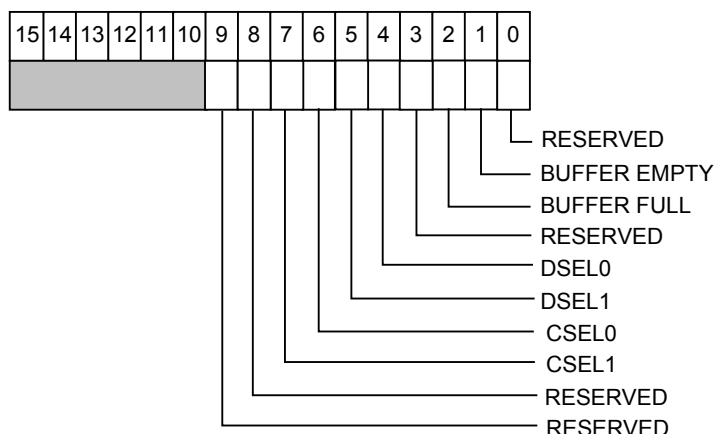 15 14 13 12 11 10 9 8 7 6 5 4 3 2 1 0
RESERVED
BUFFER EMPTY
BUFFER FULL
RESERVED
DSEL0
DSEL1
CSEL0
CSEL1
RESERVED
RESERVED